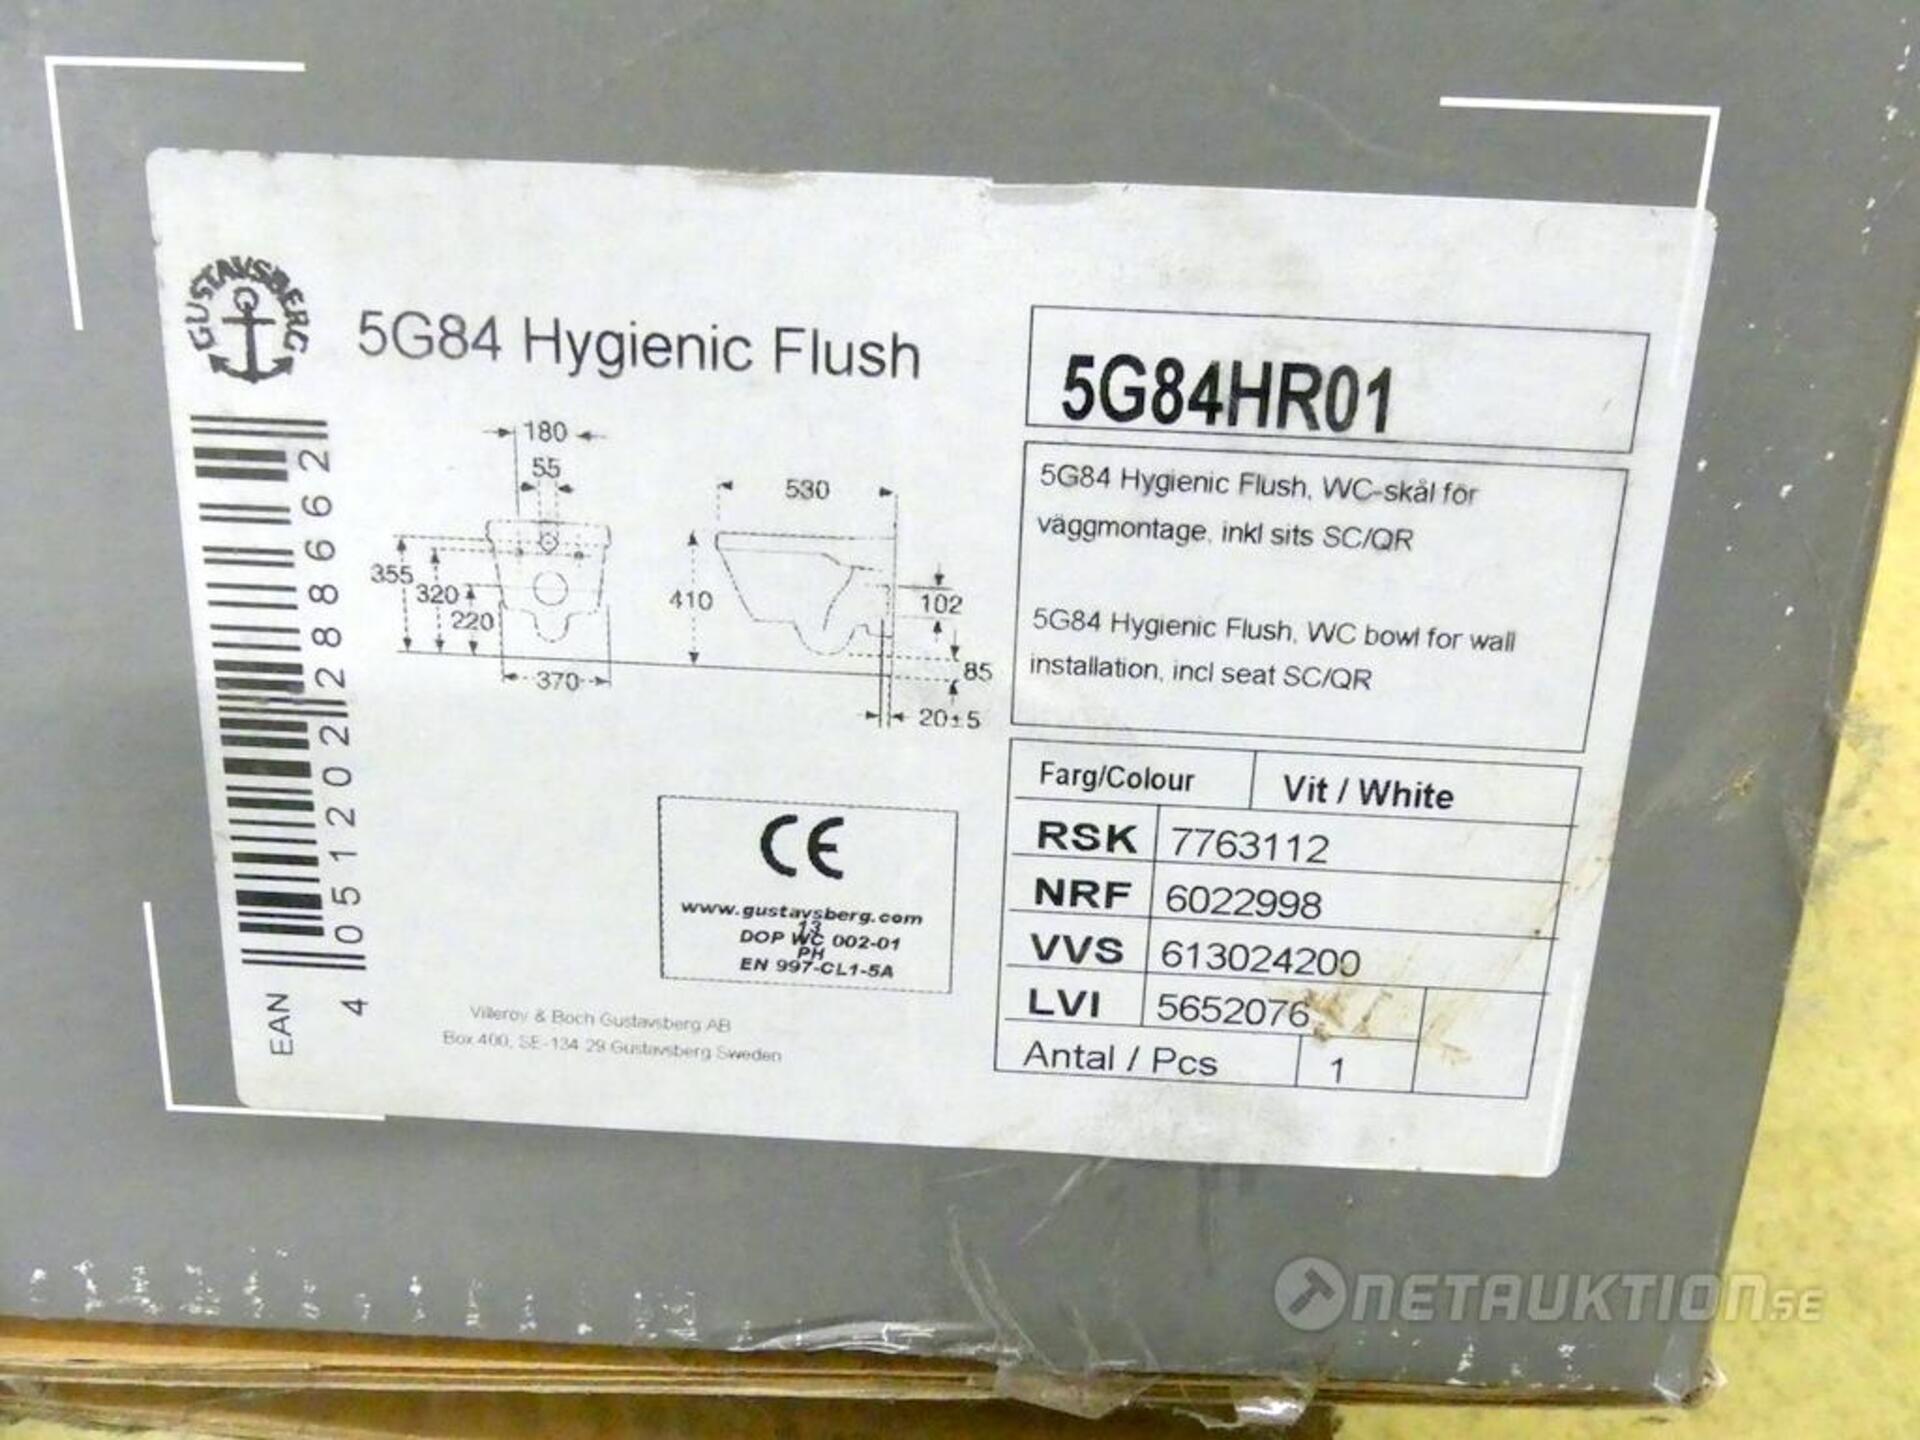 GUSTAVSBERG
5G84 Hygienic Flush
5G84HR01
180
55
530
355
320
220
410
102
370
85
20±5
5G84 Hygienic Flush, WC-skål för
väggmontage, inkl sits SC/QR
5G84 Hygienic Flush, WC bowl for wall
installation, incl seat SC/QR
Farg/Colour Vit / White
RSK 7763112
NRF 6022998
VVS 613024200
LVI 5652076
Antal / Pcs 1
CE
www.gustavsberg.com
13
DOP WC 002-01
PH
EN 997-CL1-5A
Villeroy & Boch Gustavsberg AB
Box 400, SE-134 29 Gustavsberg Sweden
EAN
4051202288662
NETAUKTION.SE